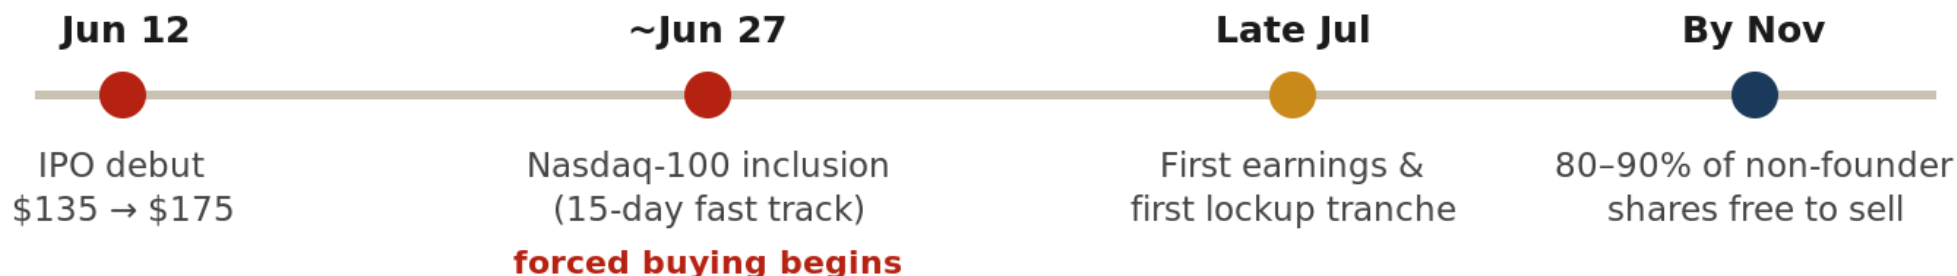 Jun 12
~Jun 27
Late Jul
By Nov
IPO debut
$135 → $175
Nasdaq-100 inclusion
(15-day fast track)
forced buying begins
First earnings &
first lockup tranche
80–90% of non-founder
shares free to sell